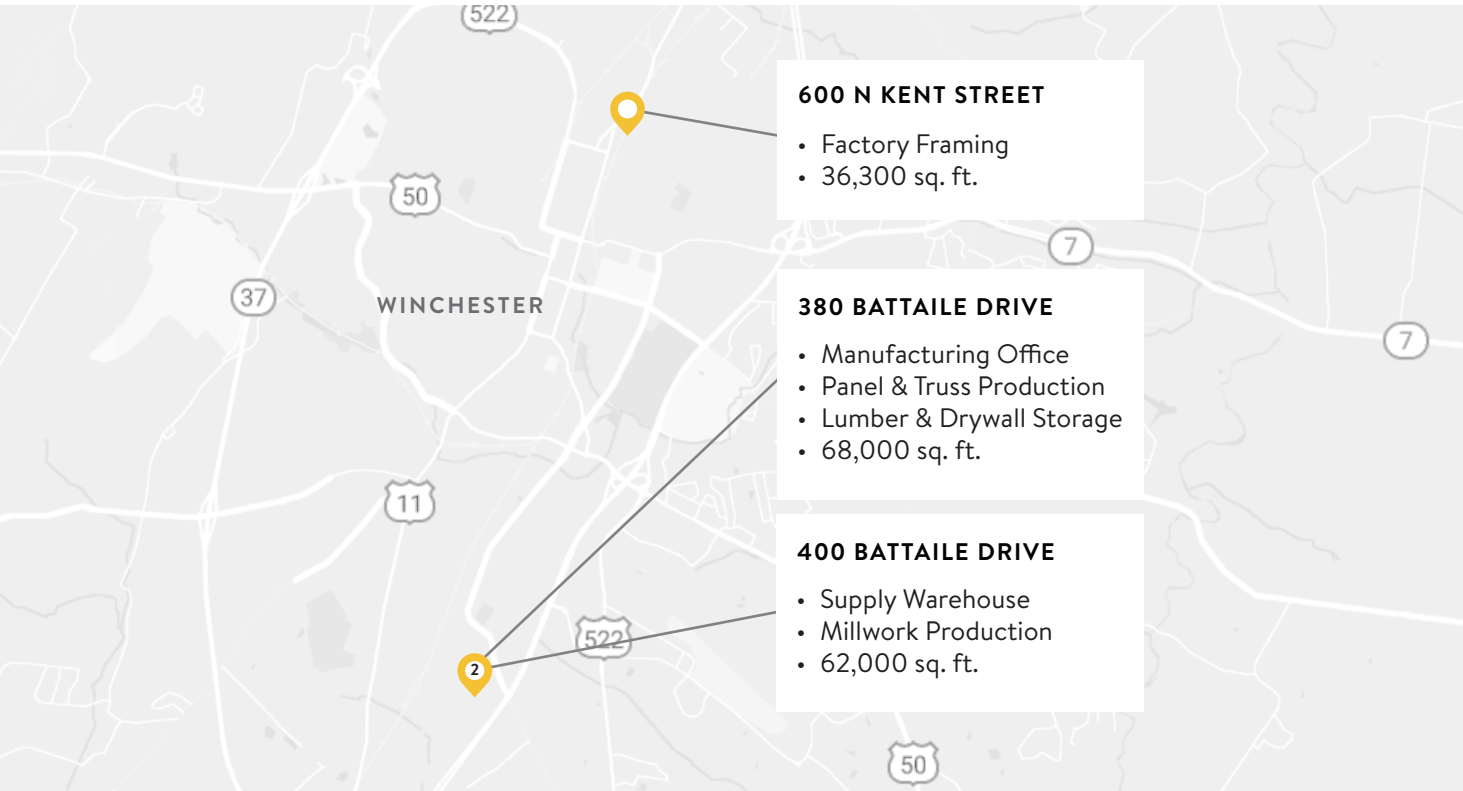 522
600 N KENT STREET
• Factory Framing
• 36,300 sq. ft.
50
7
37
WINCHESTER
380 BATTAILE DRIVE
7
• Manufacturing Office
• Panel & Truss Production
• Lumber & Drywall Storage
• 68,000 sq. ft.
11
400 BATTAILE DRIVE
• Supply Warehouse
• Millwork Production
• 62,000 sq. ft.
522
2
50